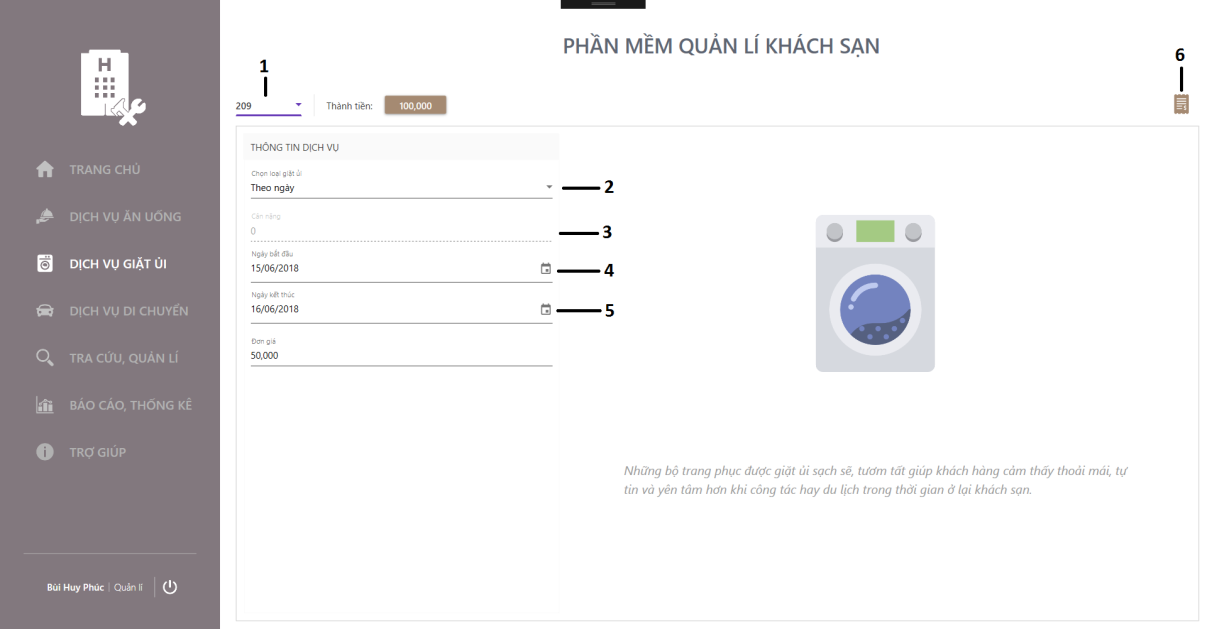 PHẦN MỀM QUẢN LÍ KHÁCH SẠN
H
1
6
209
Thành tiền:
100,000
THÔNG TIN DỊCH VỤ
Chọn loại giặt ủi
Theo ngày
2
Cân nặng
0
3
Ngày bắt đầu
15/06/2018
4
Ngày kết thúc
16/06/2018
5
Đơn giá
50,000
TRANG CHỦ
DỊCH VỤ ĂN UỐNG
DỊCH VỤ GIẶT ỦI
DỊCH VỤ DI CHUYỂN
TRA CỨU, QUẢN LÍ
BÁO CÁO, THỐNG KÊ
TRỢ GIÚP
Những bộ trang phục được giặt ủi sạch sẽ, tươm tất giúp khách hàng cảm thấy thoải mái, tự
tin và yên tâm hơn khi công tác hay du lịch trong thời gian ở lại khách sạn.
Bùi Huy Phúc | Quản lí